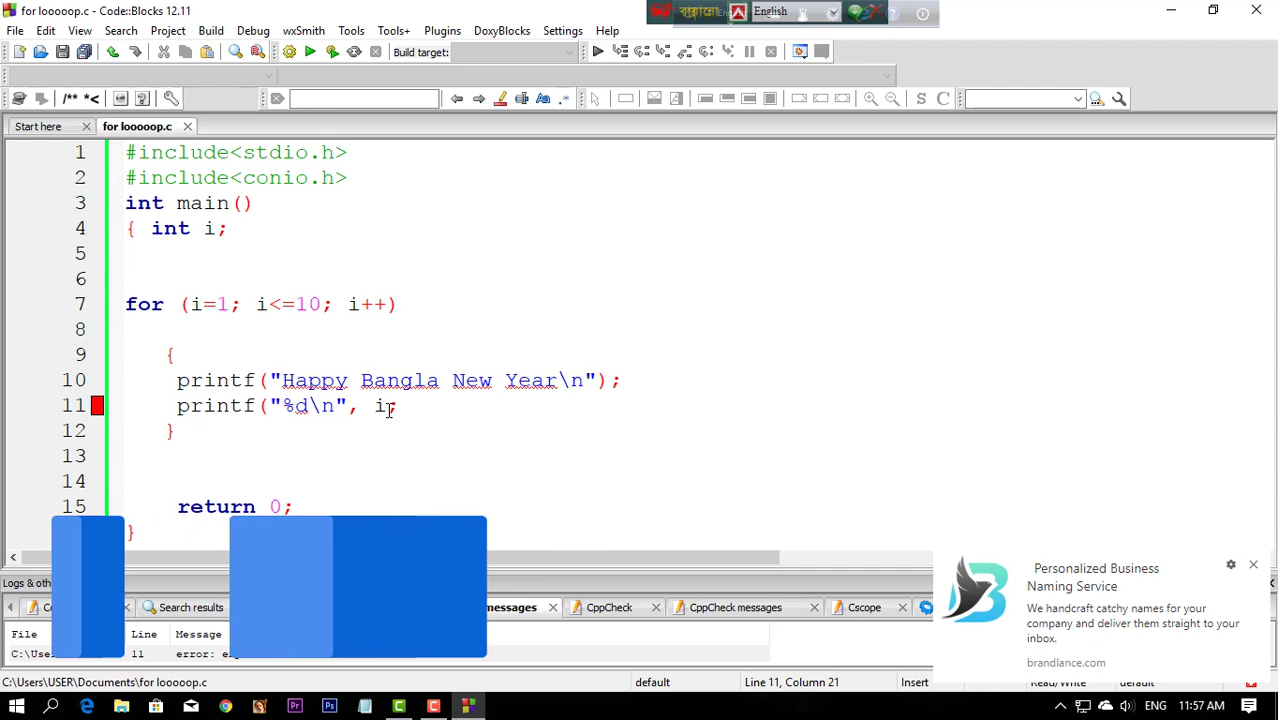 for looooop.c - Code::Blocks 12.11
বায়ান্নো English
File Edit View Search Project Build Debug wxSmith Tools Tools+ Plugins DoxyBlocks Settings Help
Build target:
/** *<
S C
Start here for looooop.c
1 #include<stdio.h>
2 #include<conio.h>
3 int main()
4 { int i;
5
6
7 for (i=1; i<=10; i++)
8
9 {
10 printf("Happy Bangla New Year\n");
11 printf("%d\n", i;
12 }
13
14
15 return 0;
}
Logs & othe
Search results messages CppCheck CppCheck messages Cscope
File Line Message
C:\Use 11 error: e
C:\Users\USER\Documents\for looooop.c default Line 11, Column 21 Insert Read/Write default
Personalized Business
Naming Service
We handcraft catchy names for your
company and deliver them straight to your
inbox.
brandlance.com
ENG 11:57 AM